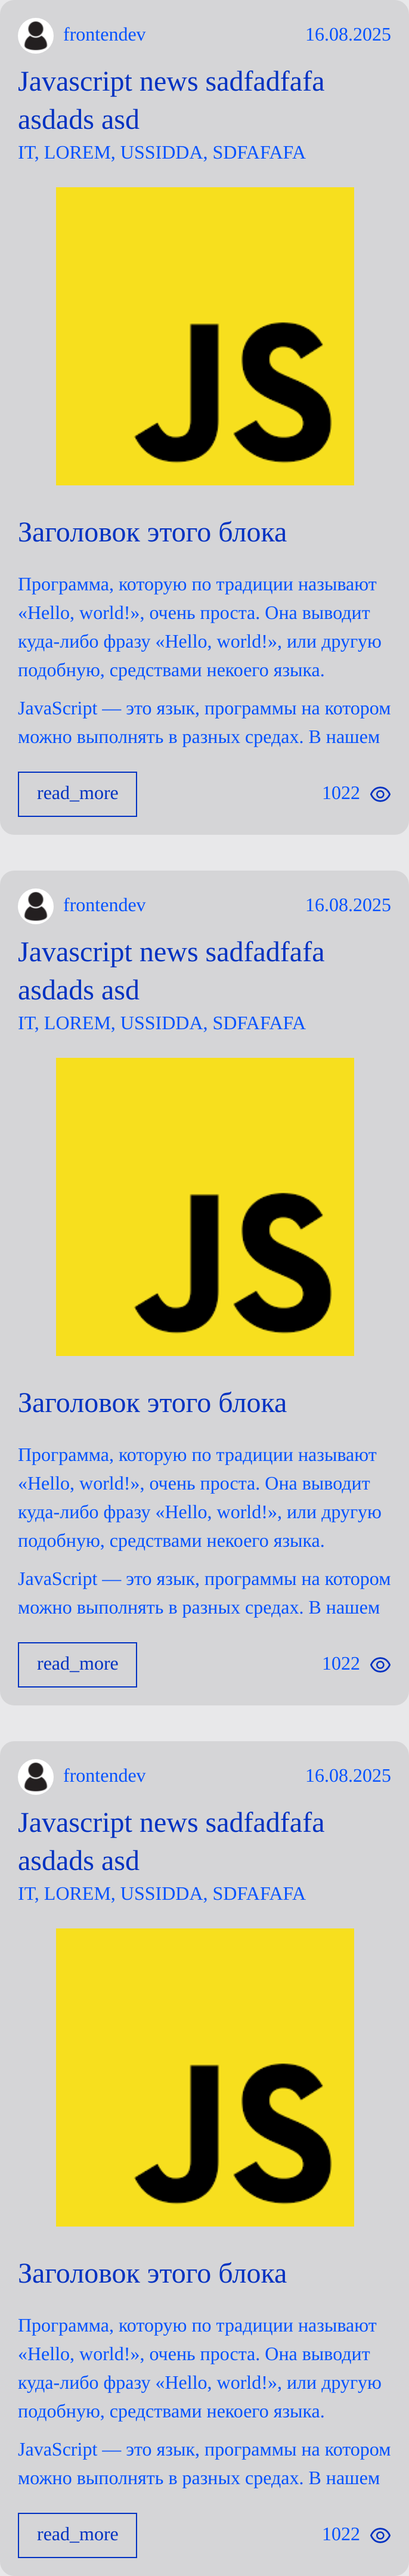 frontendev 16.08.2025
Javascript news sadfadfafa
asdads asd
IT, LOREM, USSIDDA, SDFAFAFA
JS
Заголовок этого блока
Программа, которую по традиции называют
«Hello, world!», очень проста. Она выводит
куда-либо фразу «Hello, world!», или другую
подобную, средствами некоего языка.
JavaScript — это язык, программы на котором
можно выполнять в разных средах. В нашем
read_more 1022
frontendev 16.08.2025
Javascript news sadfadfafa
asdads asd
IT, LOREM, USSIDDA, SDFAFAFA
JS
Заголовок этого блока
Программа, которую по традиции называют
«Hello, world!», очень проста. Она выводит
куда-либо фразу «Hello, world!», или другую
подобную, средствами некоего языка.
JavaScript — это язык, программы на котором
можно выполнять в разных средах. В нашем
read_more 1022
frontendev 16.08.2025
Javascript news sadfadfafa
asdads asd
IT, LOREM, USSIDDA, SDFAFAFA
JS
Заголовок этого блока
Программа, которую по традиции называют
«Hello, world!», очень проста. Она выводит
куда-либо фразу «Hello, world!», или другую
подобную, средствами некоего языка.
JavaScript — это язык, программы на котором
можно выполнять в разных средах. В нашем
read_more 1022